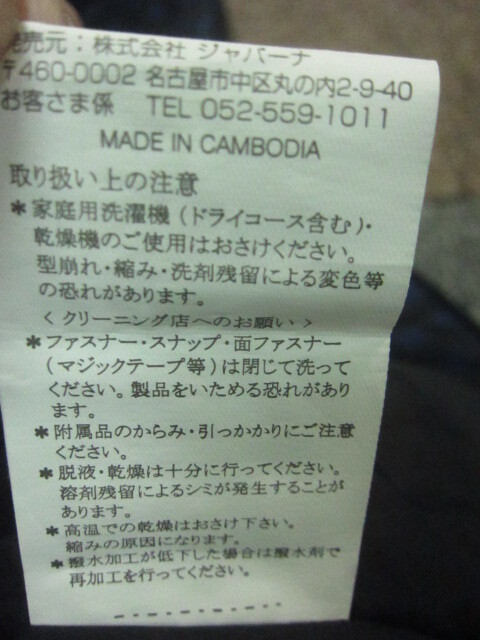 発売元：株式会社 ジャバーナ
〒460-0002 名古屋市中区丸の内2-9-40
お客さま係 TEL 052-559-1011
MADE IN CAMBODIA
取り扱い上の注意
＊家庭用洗濯機（ドライコース含む）・
乾燥機のご使用はおさけください。
型崩れ・縮み・洗剤残留による変色等
の恐れがあります。
＜クリーニング店へのお願い＞
＊ファスナー・スナップ・面ファスナー
（マジックテープ等）は閉じて洗って
ください。製品をいためる恐れがあり
ます。
＊附属品のからみ・引っかかりにご注意
ください。
＊脱液・乾燥は十分に行ってください。
溶剤残留によるシミが発生することが
あります。
＊高温での乾燥はおさけ下さい。
縮みの原因になります。
＊撥水加工が低下した場合は撥水剤で
再加工を行ってください。